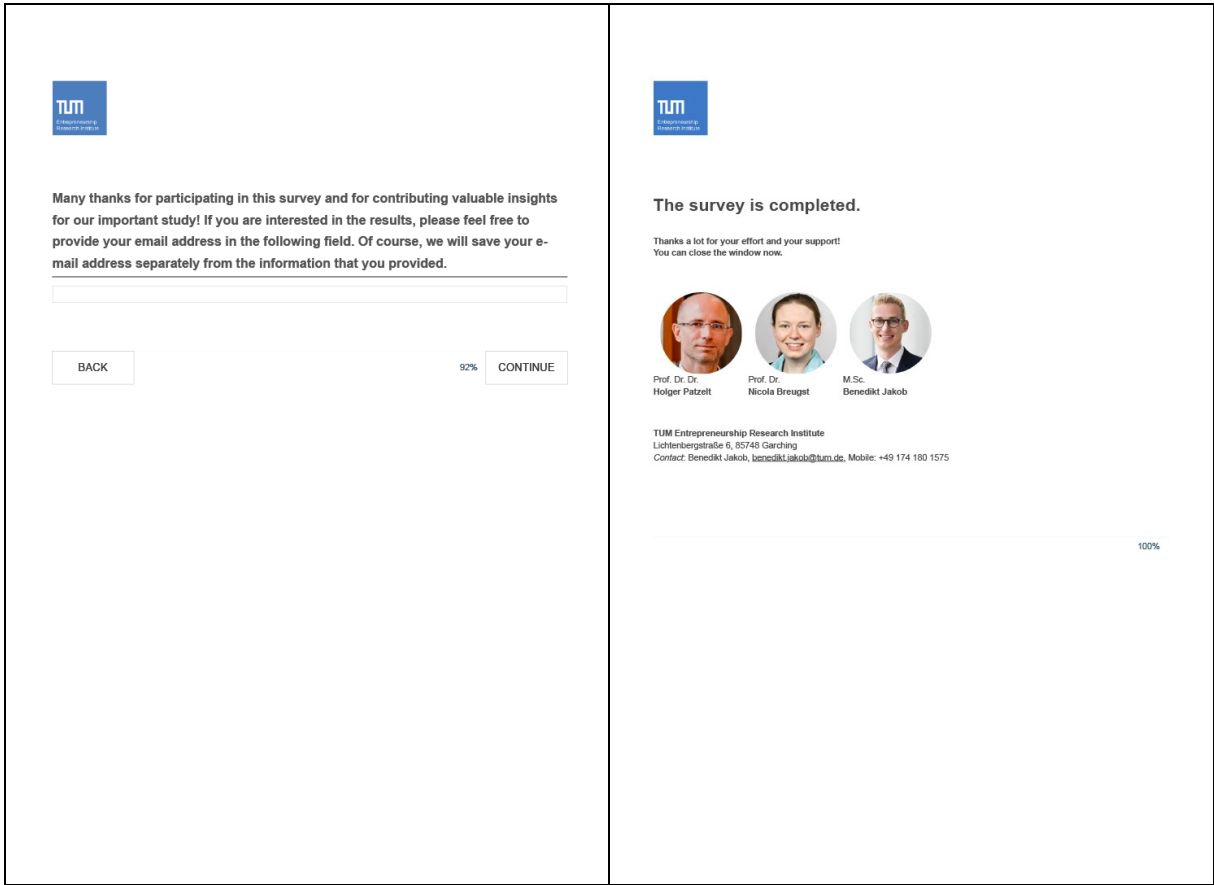 TUM
Entrepreneurship
Research Institute
Many thanks for participating in this survey and for contributing valuable insights
for our important study! If you are interested in the results, please feel free to
provide your email address in the following field. Of course, we will save your e-
mail address separately from the information that you provided.
BACK
92%
CONTINUE
TUM
Entrepreneurship
Research Institute
The survey is completed.
Thanks a lot for your effort and your support!
You can close the window now.
Prof. Dr. Dr.
Holger Patzelt
Prof. Dr.
Nicola Breugst
M.Sc.
Benedikt Jakob
TUM Entrepreneurship Research Institute
Lichtenbergstraße 6, 85748 Garching
Contact: Benedikt Jakob, benedikt.jakob@tum.de, Mobile: +49 174 180 1575
100%